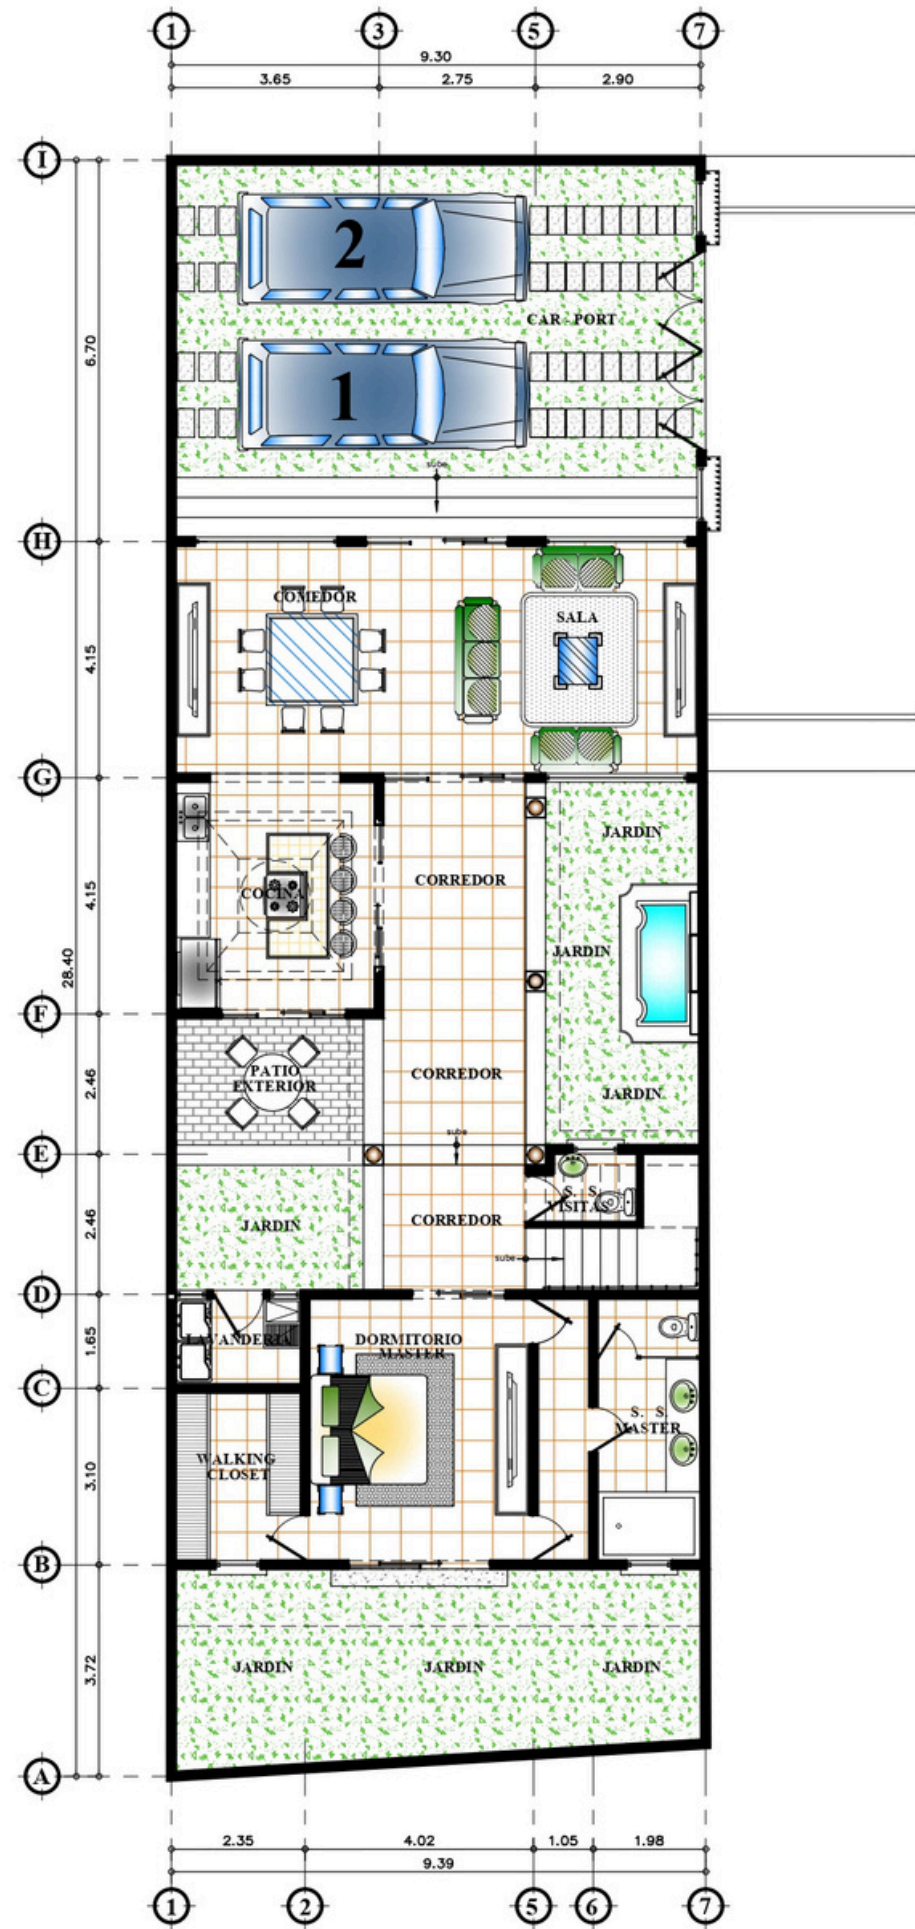 1 3 5 7
9.30
3.65 2.75 2.90
I
2
CAR - PORT
6.70
1
sube
H
COMEDOR
SALA
4.15
G
JARDIN
CORREDOR
COCINA
4.15
JARDIN
28.40
F
PATIO
EXTERIOR
CORREDOR
2.46
JARDIN
sube
E
S. S.
VISITAS
2.46
JARDIN
CORREDOR
sube
D
LAVANDERIA
DORMITORIO
MASTER
1.65
C
S. S.
MASTER
WALKING
CLOSET
3.10
B
JARDIN JARDIN JARDIN
3.72
A
2.35 4.02 1.05 1.98
9.39
1 2 5 6 7